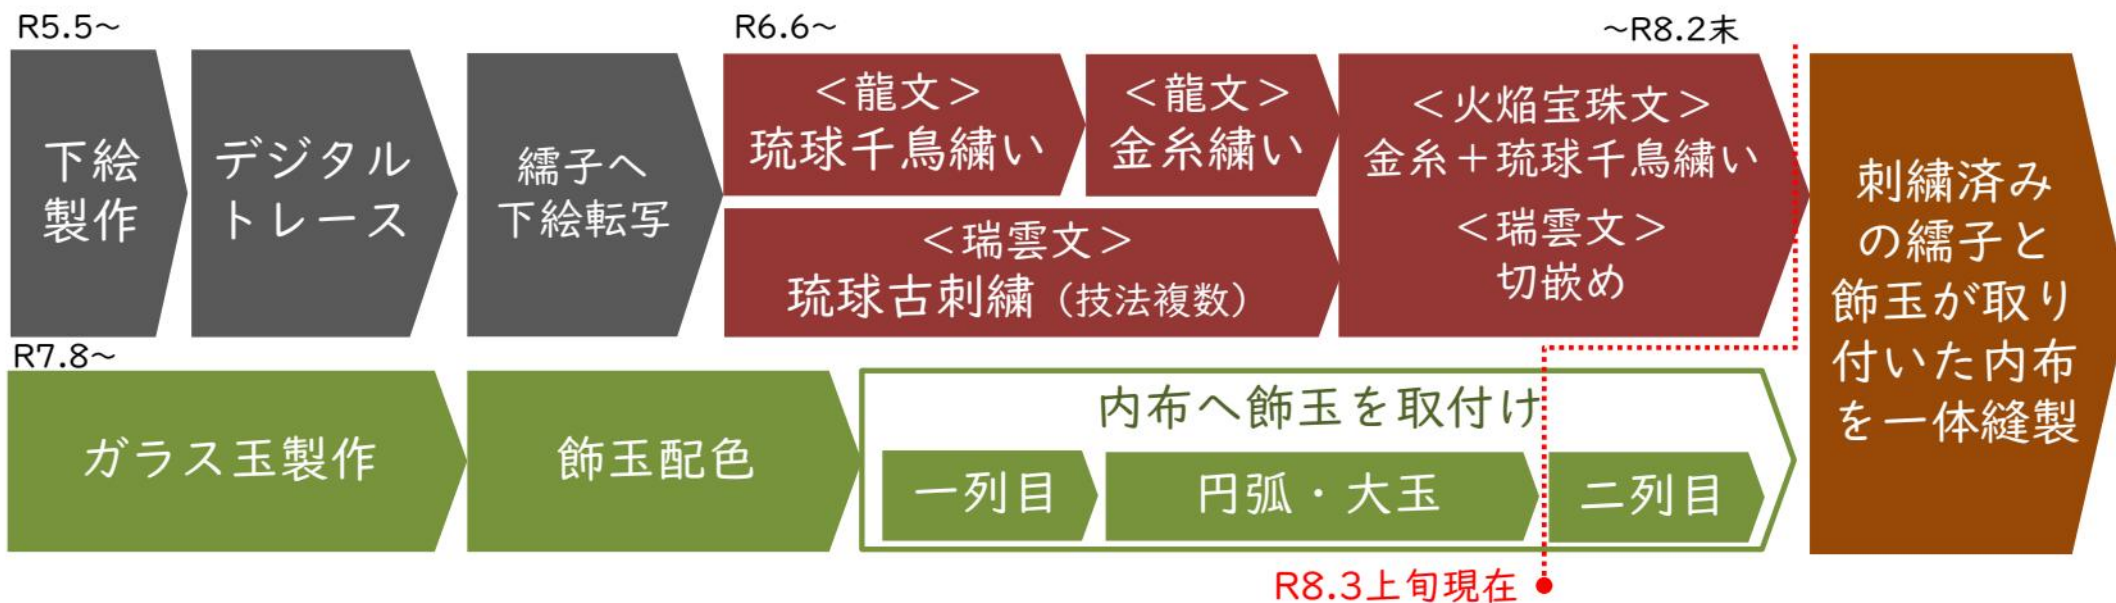 R5.5～
下絵
製作
デジタル
トレース
繻子へ
下絵転写
R6.6～
＜龍文＞
琉球千鳥繍い
＜龍文＞
金糸繍い
＜瑞雲文＞
琉球古刺繍（技法複数）
～R8.2末
＜火焔宝珠文＞
金糸＋琉球千鳥繍い
＜瑞雲文＞
切嵌め
R7.8～
ガラス玉製作
飾玉配色
内布へ飾玉を取付け
一列目
円弧・大玉
二列目
R8.3上旬現在
刺繍済み
の繻子と
飾玉が取り
付いた内布
を一体縫製